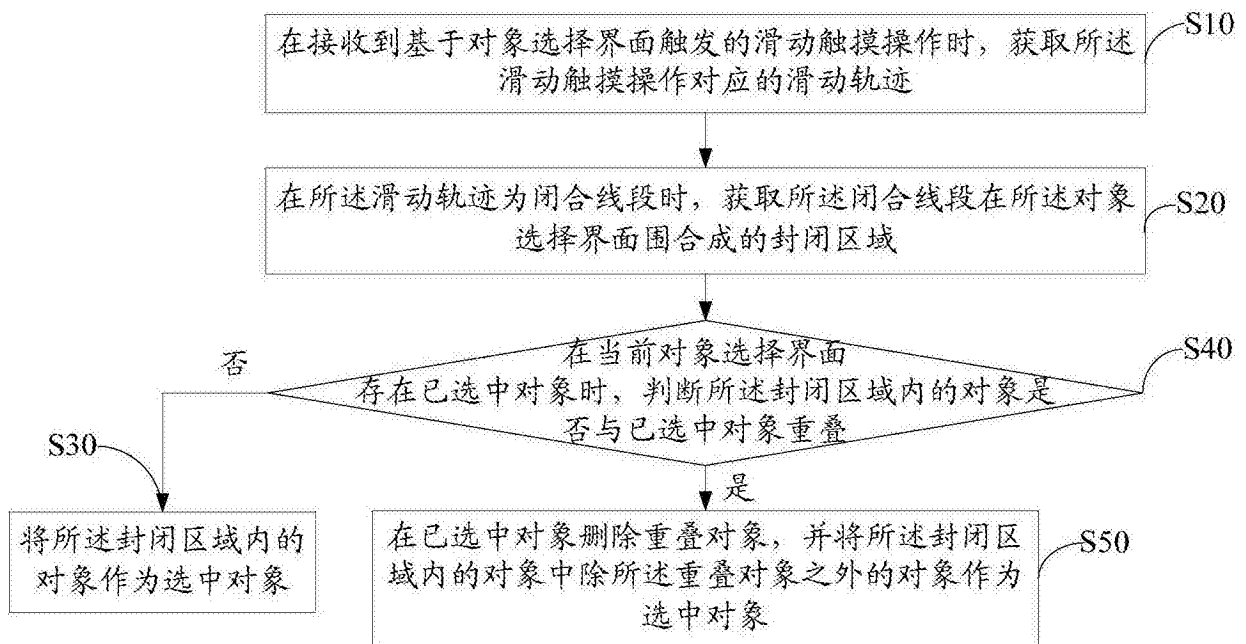 在接收到基于对象选择界面触发的滑动触摸操作时，获取所述
滑动触摸操作对应的滑动轨迹
S10
在所述滑动轨迹为闭合线段时，获取所述闭合线段在所述对象
选择界面围合成的封闭区域
S20
在当前对象选择界面
存在已选中对象时，判断所述封闭区域内的对象是
否与已选中对象重叠
S40
否
S30
是
将所述封闭区域内的
对象作为选中对象
在已选中对象删除重叠对象，并将所述封闭区
域内的对象中除所述重叠对象之外的对象作为
选中对象
S50